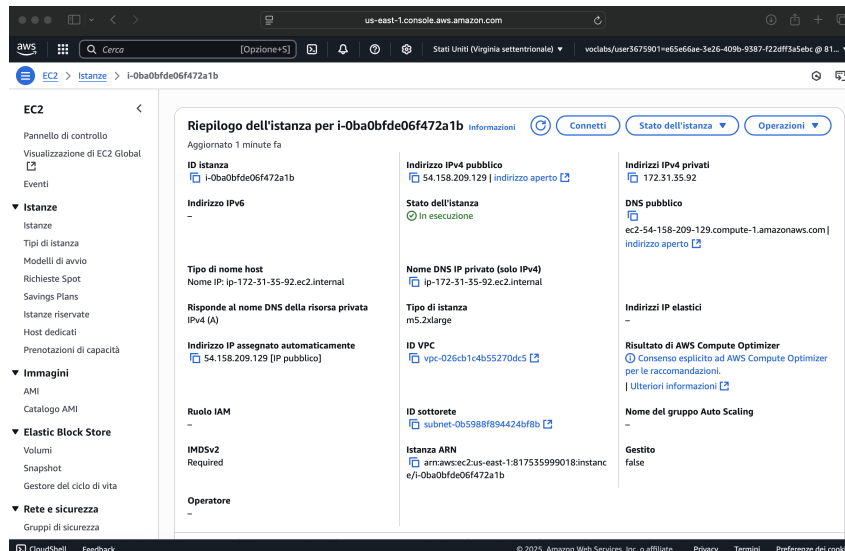 us-east-1.console.aws.amazon.com
aws
Cerca [Opzione+S]
Stati Uniti (Virginia settentrionale)
voclabs/user3675901=e65e66ae-3e26-409b-9387-f22dff3a5ebc @ 81...
EC2 > Istanze > i-0ba0bfde06f472a1b
EC2
Pannello di controllo
Visualizzazione di EC2 Global
Eventi
Istanze
Istanze
Tipi di istanza
Modelli di avvio
Richieste Spot
Savings Plans
Istanze riservate
Host dedicati
Prenotazioni di capacità
Immagini
AMI
Catalogo AMI
Elastic Block Store
Volumi
Snapshot
Gestore del ciclo di vita
Rete e sicurezza
Gruppi di sicurezza
Riepilogo dell'istanza per i-0ba0bfde06f472a1b Informazioni
Connetti
Stato dell'istanza
Operazioni
Aggiornato 1 minute fa
ID istanza
i-0ba0bfde06f472a1b
Indirizzo IPv4 pubblico
54.158.209.129 | indirizzo aperto
Indirizzi IPv4 privati
172.31.35.92
Indirizzo IPv6
–
Stato dell'istanza
In esecuzione
DNS pubblico
ec2-54-158-209-129.compute-1.amazonaws.com |
indirizzo aperto
Tipo di nome host
Nome IP: ip-172-31-35-92.ec2.internal
Nome DNS IP privato (solo IPv4)
ip-172-31-35-92.ec2.internal
Risponde al nome DNS della risorsa privata
IPv4 (A)
Tipo di istanza
m5.2xlarge
Indirizzi IP elastici
–
Indirizzo IP assegnato automaticamente
54.158.209.129 [IP pubblico]
ID VPC
vpc-026cb1c4b55270dc5
Risultato di AWS Compute Optimizer
Consenso esplicito ad AWS Compute Optimizer
per le raccomandazioni.
| Ulteriori informazioni
Ruolo IAM
–
ID sottorete
subnet-0b5988f894424bf8b
Nome del gruppo Auto Scaling
–
IMDSv2
Required
Istanza ARN
arn:aws:ec2:us-east-1:817535999018:instanc
e/i-0ba0bfde06f472a1b
Gestito
false
Operatore
–
CloudShell Feedback
© 2025, Amazon Web Services, Inc. o affiliate. Privacy Termini Preferenze dei cook